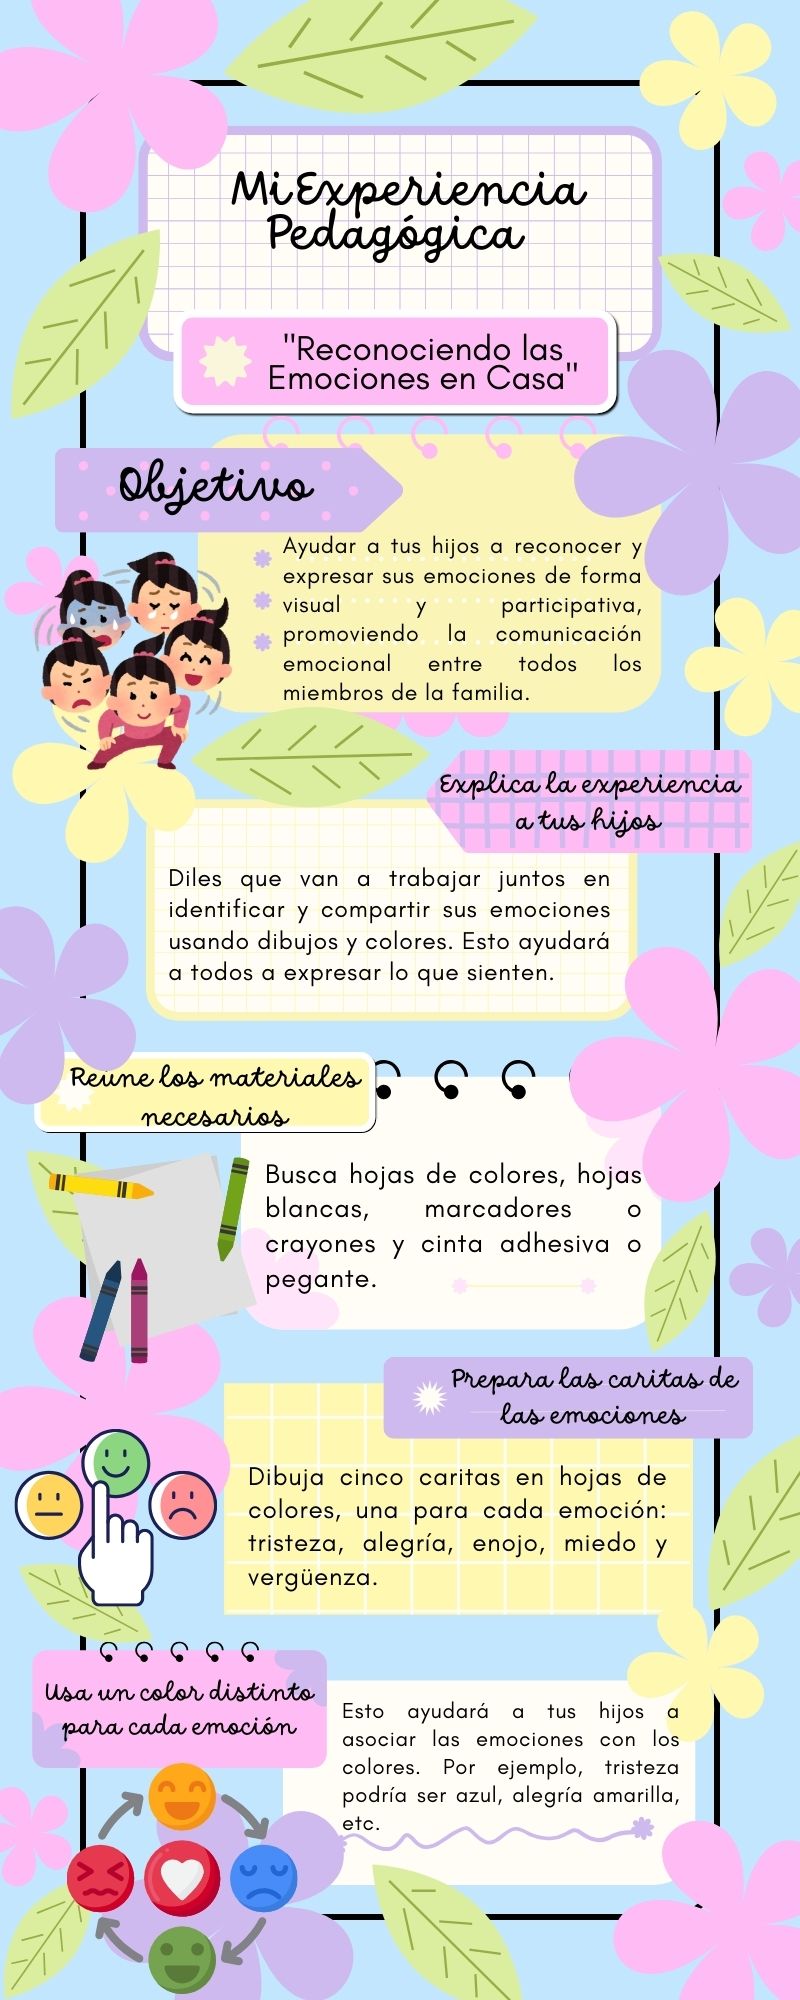 Mi Experiencia
Pedagógica
"Reconociendo las
Emociones en Casa"
Objetivo
Ayudar a tus hijos a reconocer y
expresar sus emociones de forma
visual y participativa,
promoviendo la comunicación
emocional entre todos los
miembros de la familia.
Explica la experiencia
a tus hijos
Diles que van a trabajar juntos en
identificar y compartir sus emociones
usando dibujos y colores. Esto ayudará
a todos a expresar lo que sienten.
Reúne los materiales
necesarios
Busca hojas de colores, hojas
blancas, marcadores o
crayones y cinta adhesiva o
pegante.
Prepara las caritas de
las emociones
Dibuja cinco caritas en hojas de
colores, una para cada emoción:
tristeza, alegría, enojo, miedo y
vergüenza.
Usa un color distinto
para cada emoción
Esto ayudará a tus hijos a
asociar las emociones con los
colores. Por ejemplo, tristeza
podría ser azul, alegría amarilla,
etc.